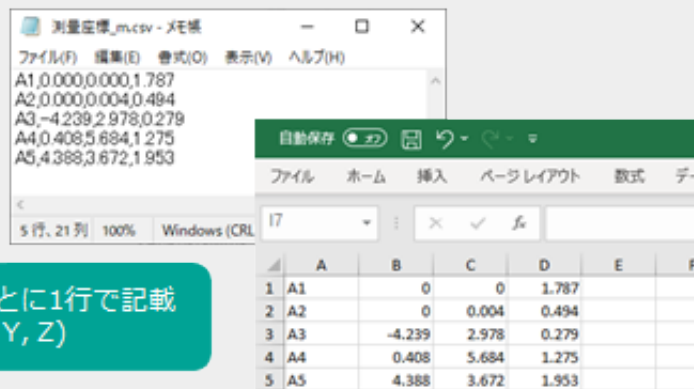 測量座標_m.csv - メモ帳
ファイル(F) 編集(E) 書式(O) 表示(V) ヘルプ(H)
A1,0.000,0.000,1.787
A2,0.000,0.004,0.494
A3,-4.239,2.978,0.279
A4,0.408,5.684,1.275
A5,4.388,3.672,1.953
5 行、21 列 100% Windows (CRL
自動保存 オフ
ファイル ホーム 挿入 ページ レイアウト 数式 デー
I7 fx
A B C D E
1 A1 0 0 1.787
2 A2 0 0.004 0.494
3 A3 -4.239 2.978 0.279
4 A4 0.408 5.684 1.275
5 A5 4.388 3.672 1.953
とに1行で記載
Y, Z)